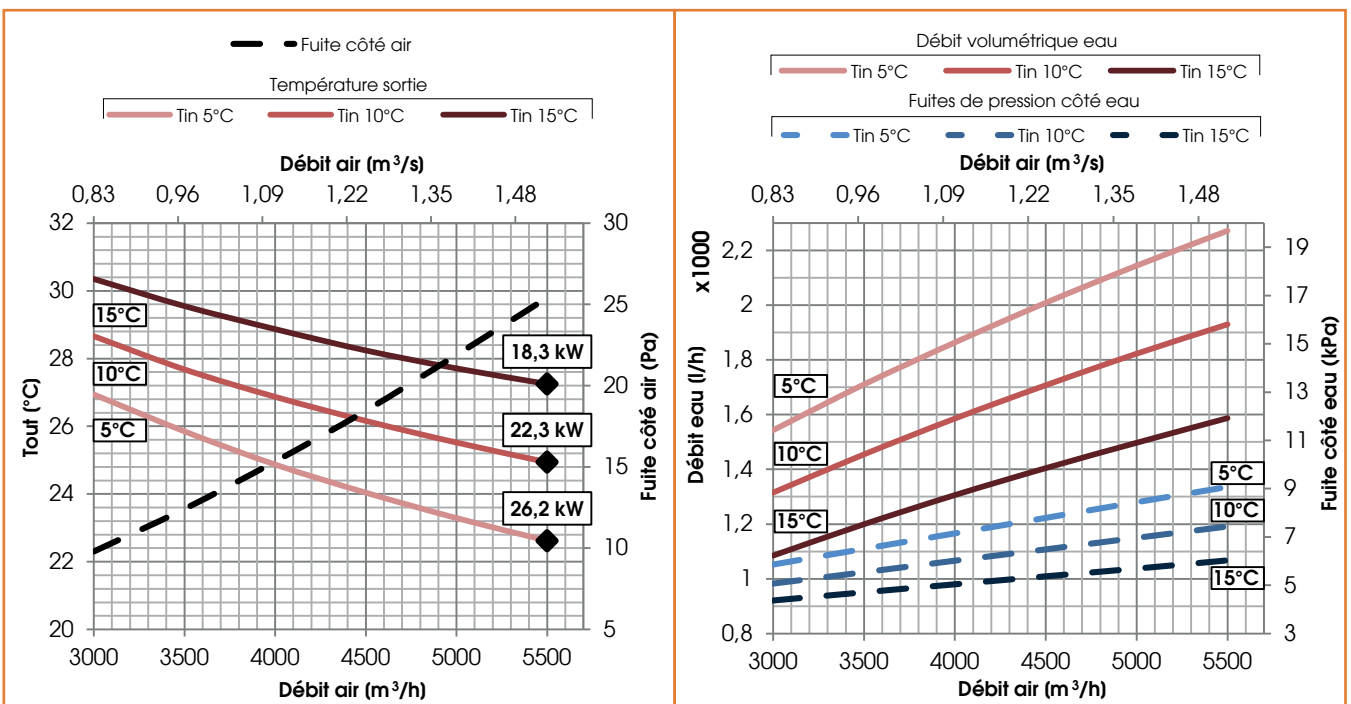 Fuite côté air
Température sortie
Tin 5°C Tin 10°C Tin 15°C
Débit air (m³/s)
0,83 0,96 1,09 1,22 1,35 1,48
32
30
28
26
24
22
20
Tout (°C)
30
25
20
15
10
5
Fuite côté air (Pa)
15°C
10°C
5°C
18,3 kW
22,3 kW
26,2 kW
3000 3500 4000 4500 5000 5500
Débit air (m³/h)
Débit volumétrique eau
Tin 5°C Tin 10°C Tin 15°C
Fuites de pression côté eau
Tin 5°C Tin 10°C Tin 15°C
Débit air (m³/s)
0,83 0,96 1,09 1,22 1,35 1,48
x1000
2,2
2
1,8
1,6
1,4
1,2
1
0,8
Débit eau (l/h)
19
17
15
13
11
9
7
5
3
Fuite côté eau (kPa)
5°C
10°C
15°C
5°C
10°C
15°C
3000 3500 4000 4500 5000 5500
Débit air (m³/h)